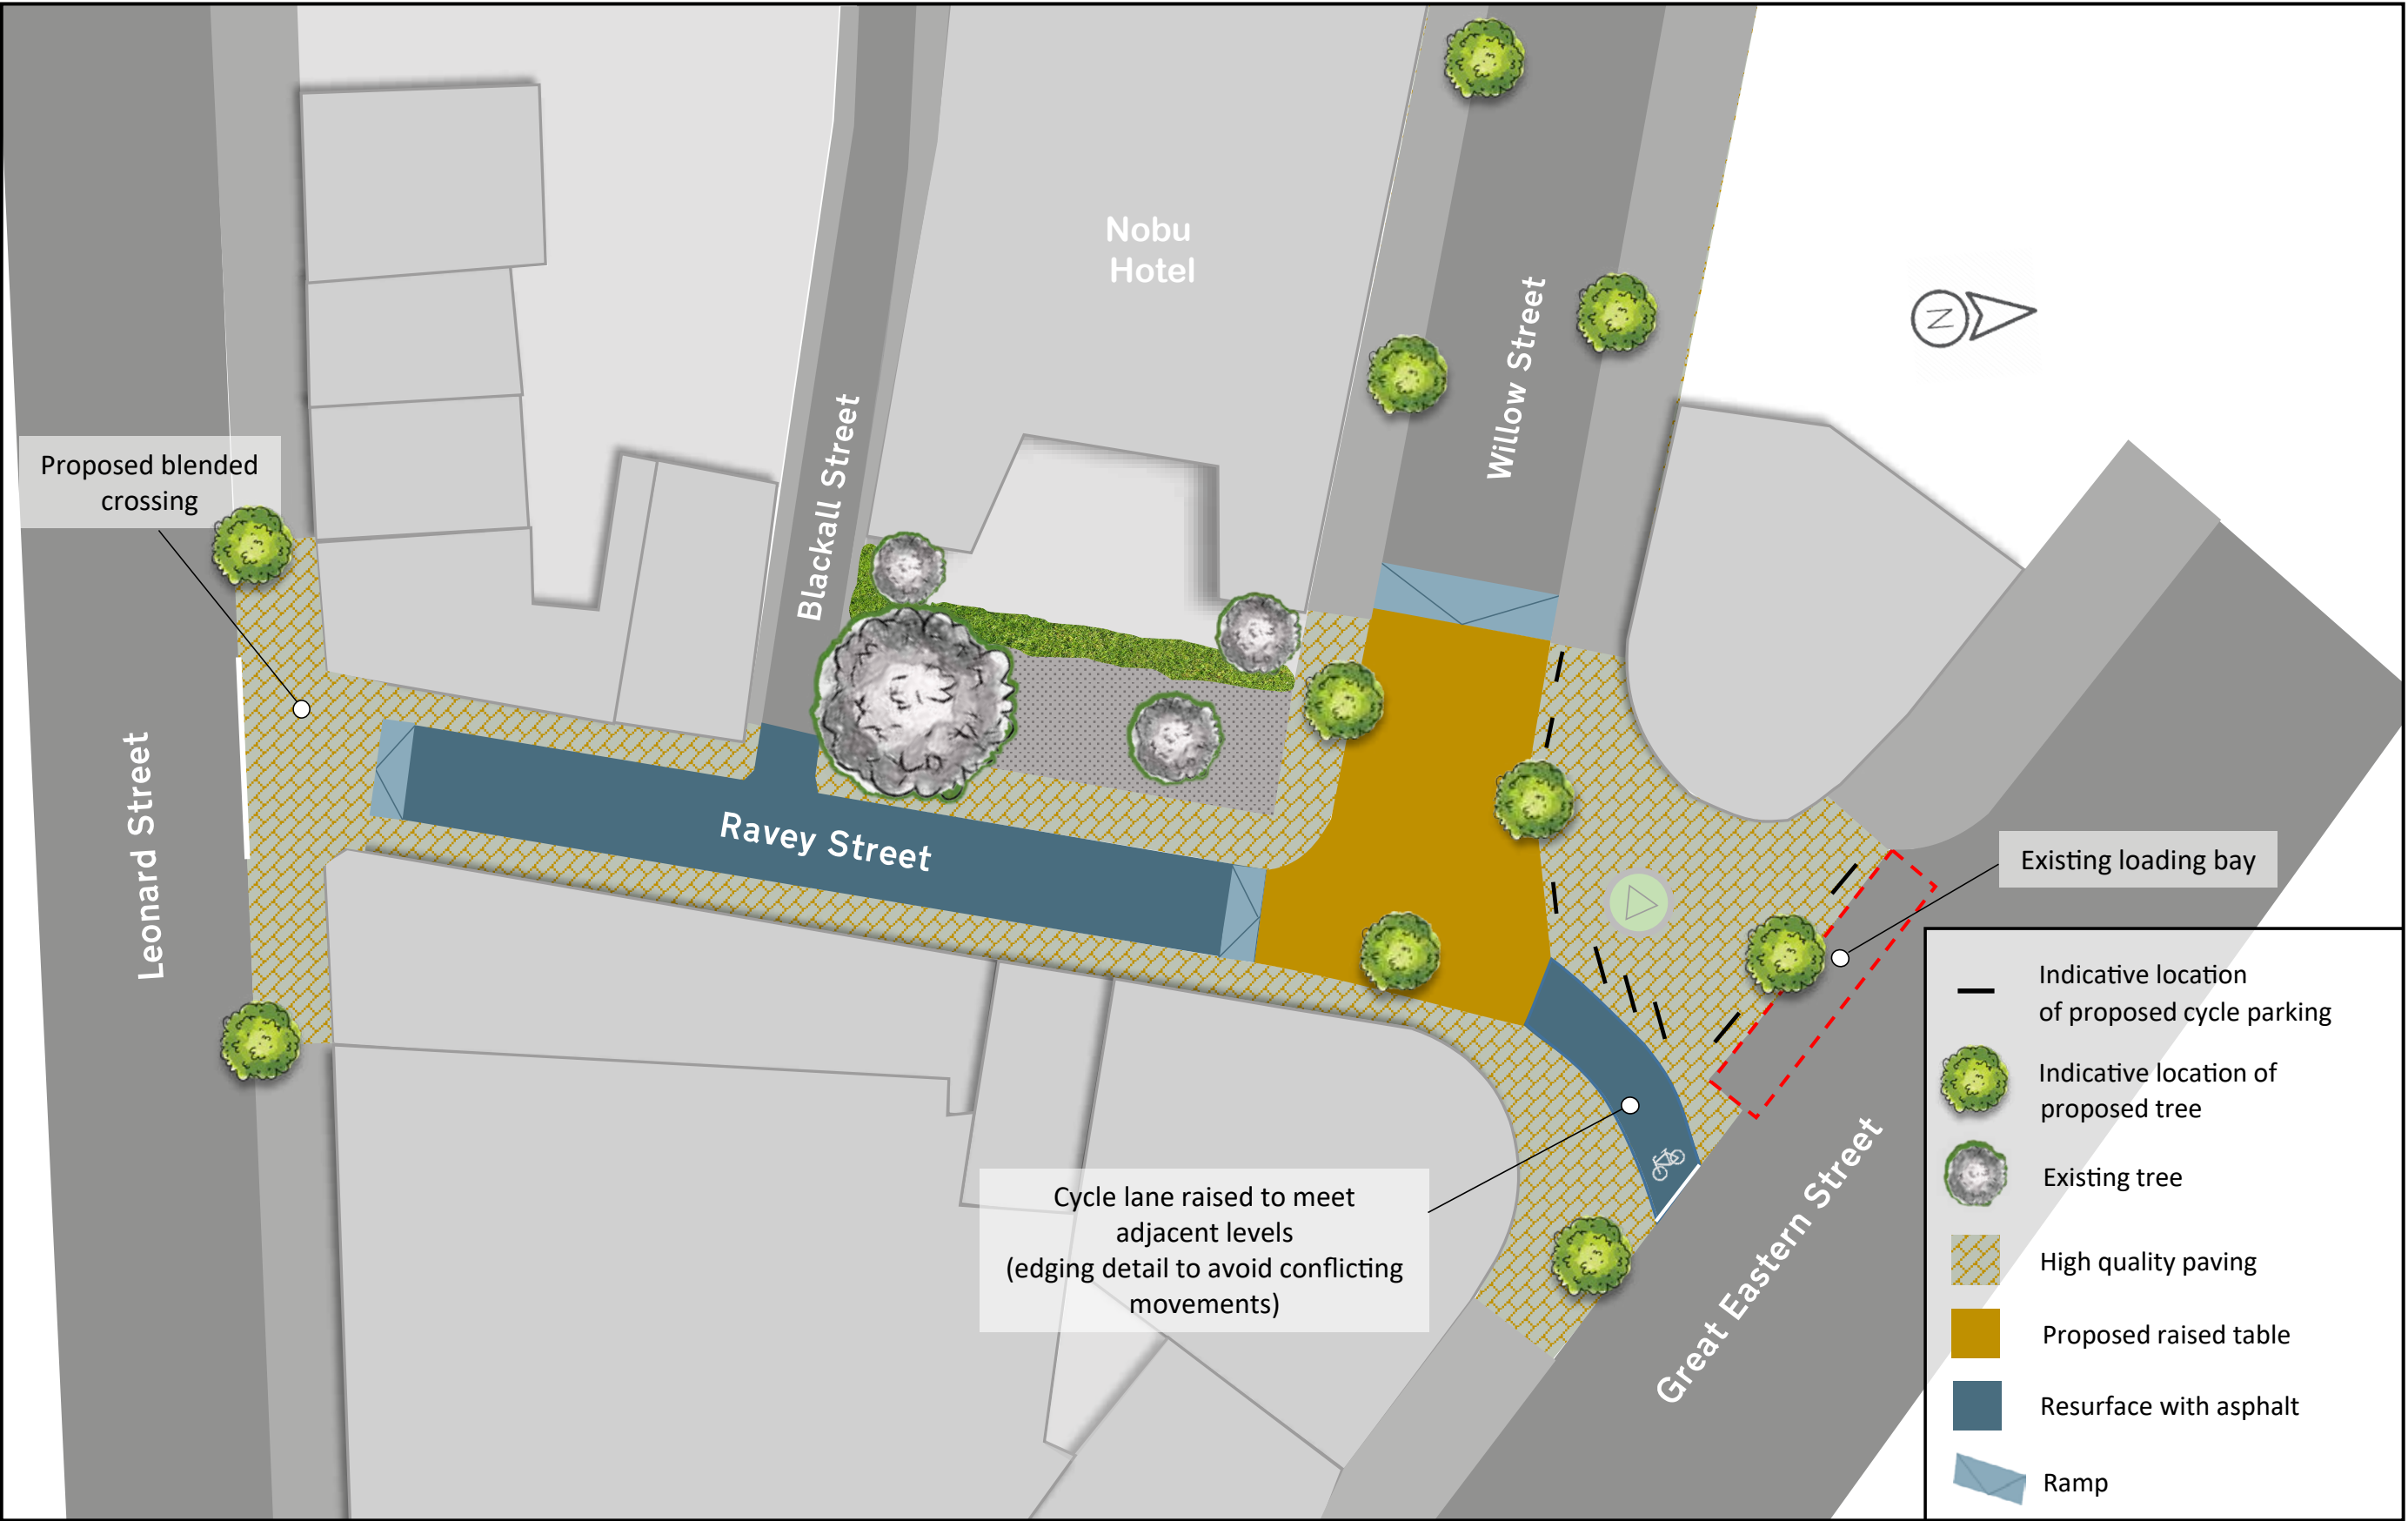 Nobu
Hotel
Willow Street
N
Blackall Street
Proposed blended
crossing
Ravey Street
Leonard Street
Existing loading bay
Great Eastern Street
Cycle lane raised to meet
adjacent levels
(edging detail to avoid conflicting
movements)
Indicative location
of proposed cycle parking
Indicative location of
proposed tree
Existing tree
High quality paving
Proposed raised table
Resurface with asphalt
Ramp